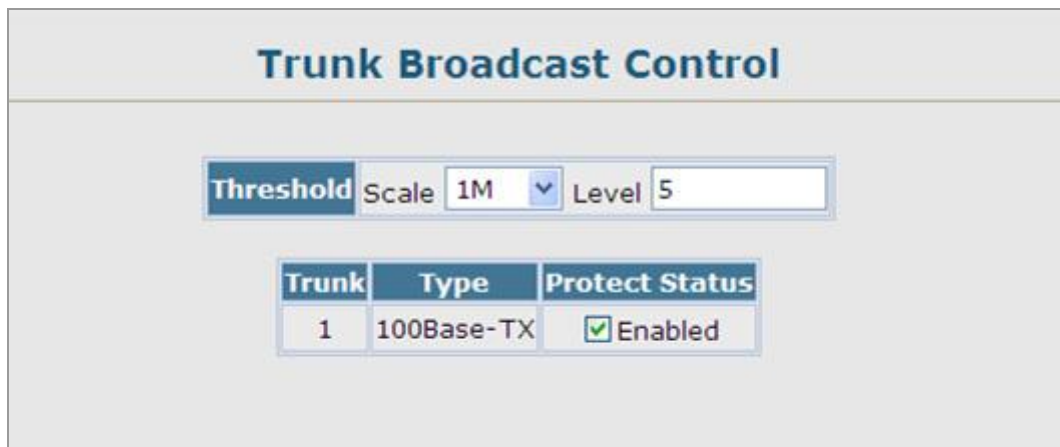 Trunk Broadcast Control
Threshold Scale 1M Level 5
Trunk Type Protect Status
1 100Base-TX Enabled